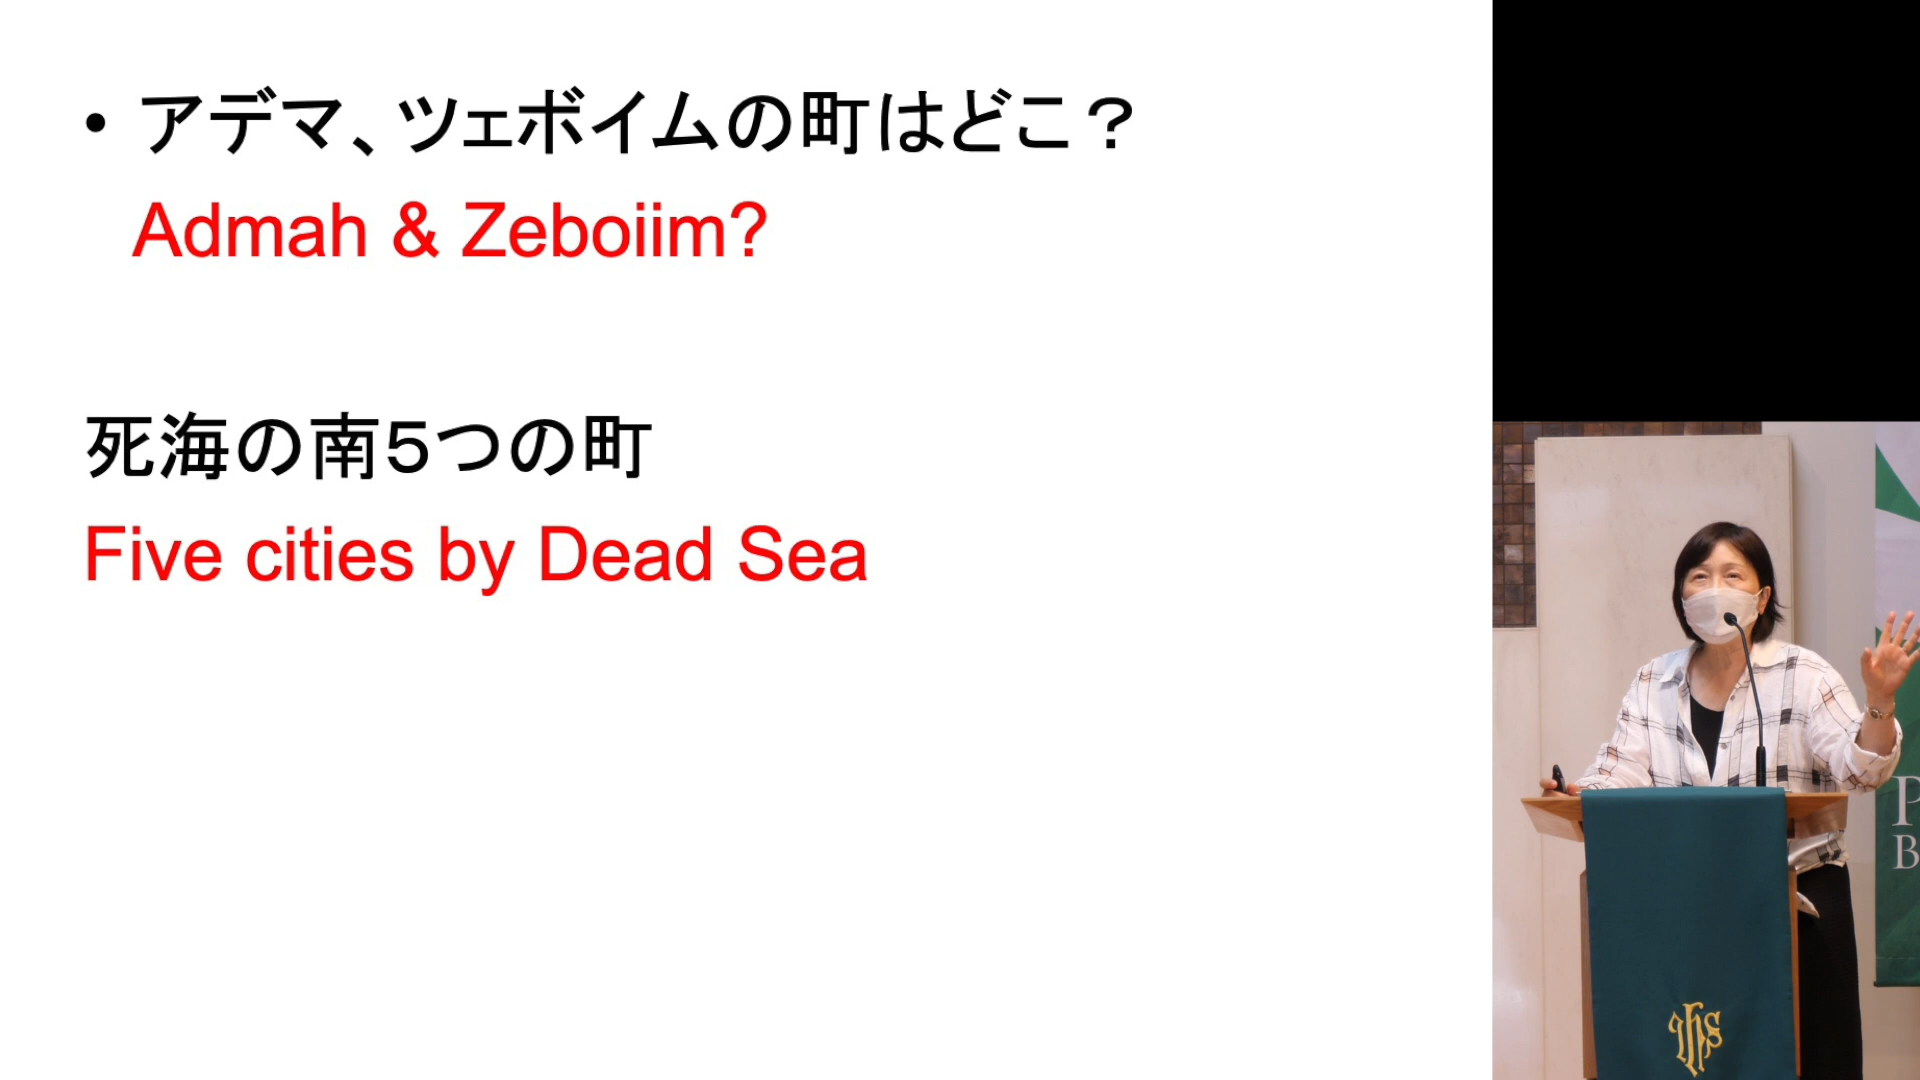 • アデマ、ツェボイムの町はどこ？
Admah & Zeboiim?
死海の南５つの町
Five cities by Dead Sea
P
B
IHS